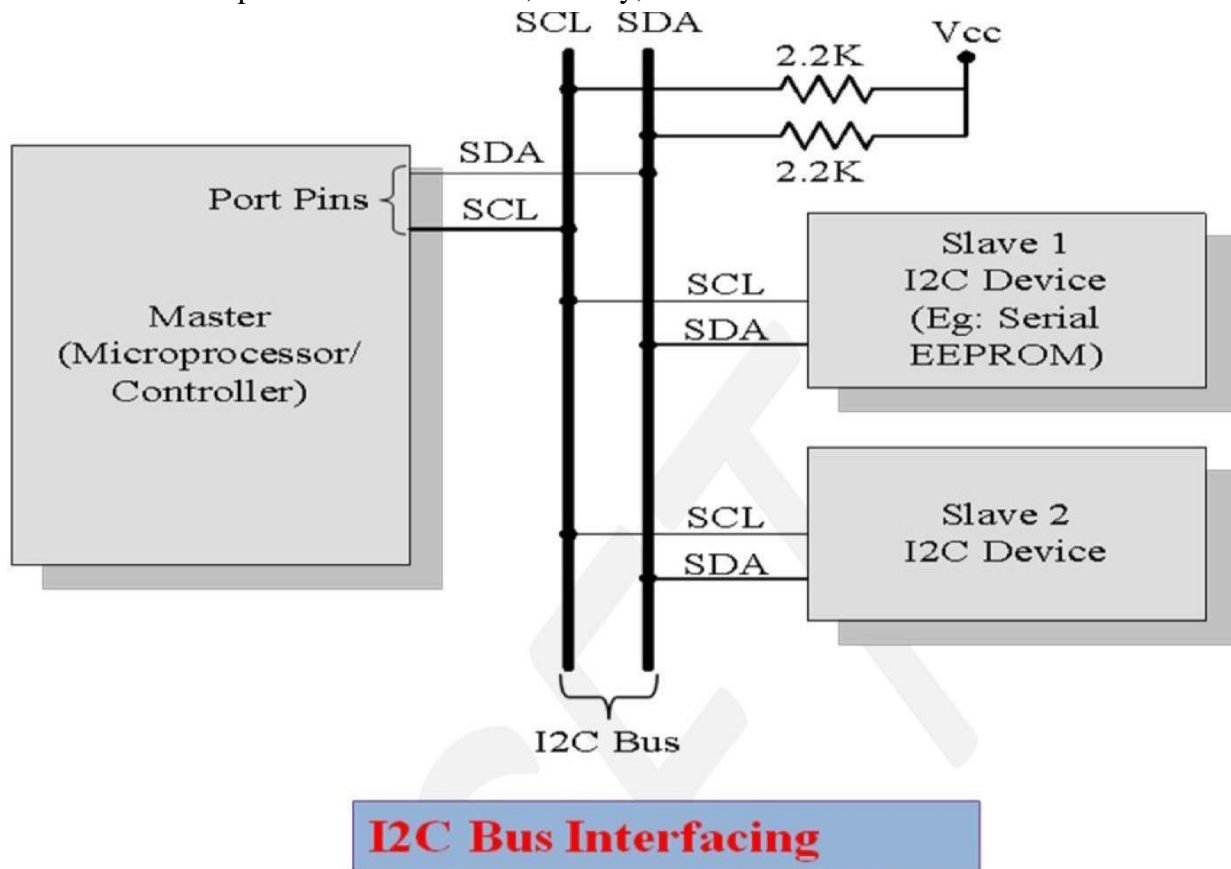 SCL SDA
Vcc
2.2K
2.2K
SDA
Port Pins
SCL
Master
(Microprocessor/
Controller)
SCL
SDA
Slave 1
I2C Device
(Eg: Serial
EEPROM)
SCL
SDA
Slave 2
I2C Device
I2C Bus
I2C Bus Interfacing